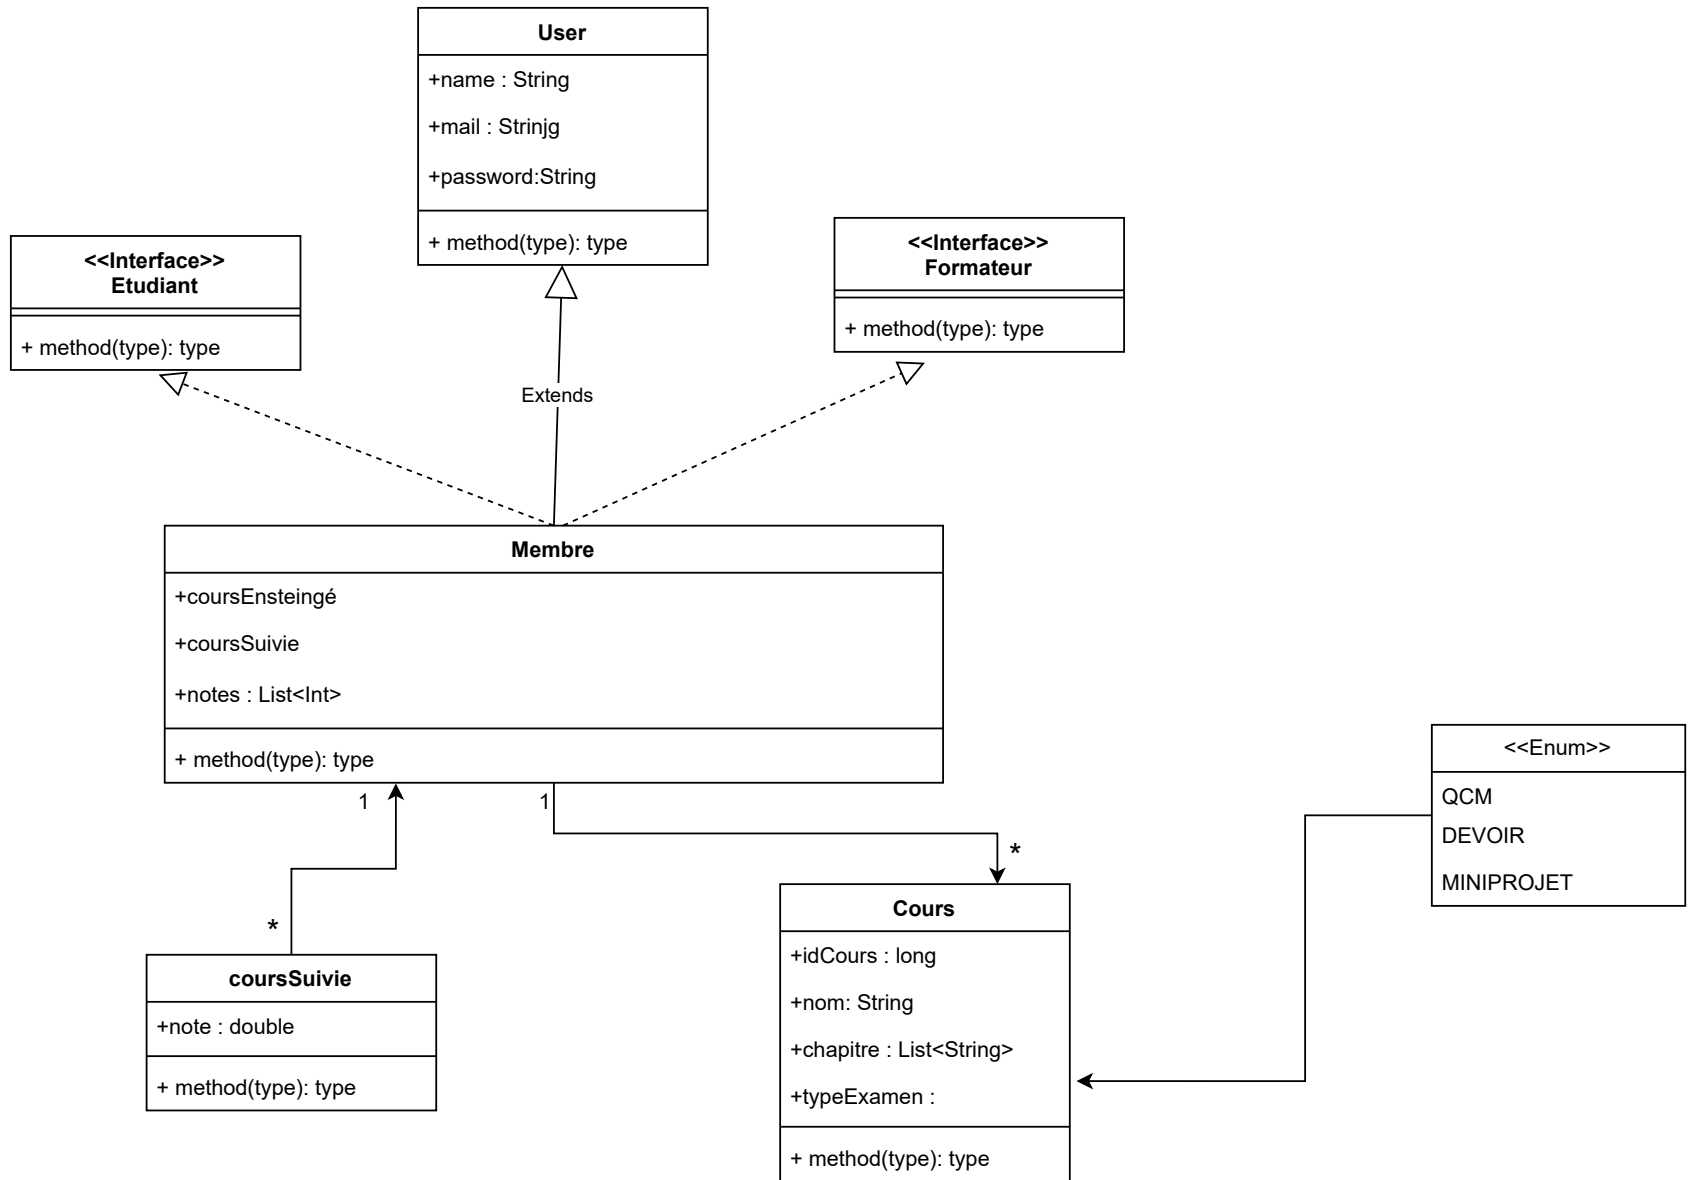 User
+name : String
+mail : Strinjg
+password:String
+ method(type): type
<<Interface>>
Etudiant
+ method(type): type
<<Interface>>
Formateur
+ method(type): type
Extends
Membre
+coursEnsteingé
+coursSuivie
+notes : List<Int>
+ method(type): type
1
1
*
*
<<Enum>>
QCM
DEVOIR
MINIPROJET
coursSuivie
+note : double
+ method(type): type
Cours
+idCours : long
+nom: String
+chapitre : List<String>
+typeExamen :
+ method(type): type